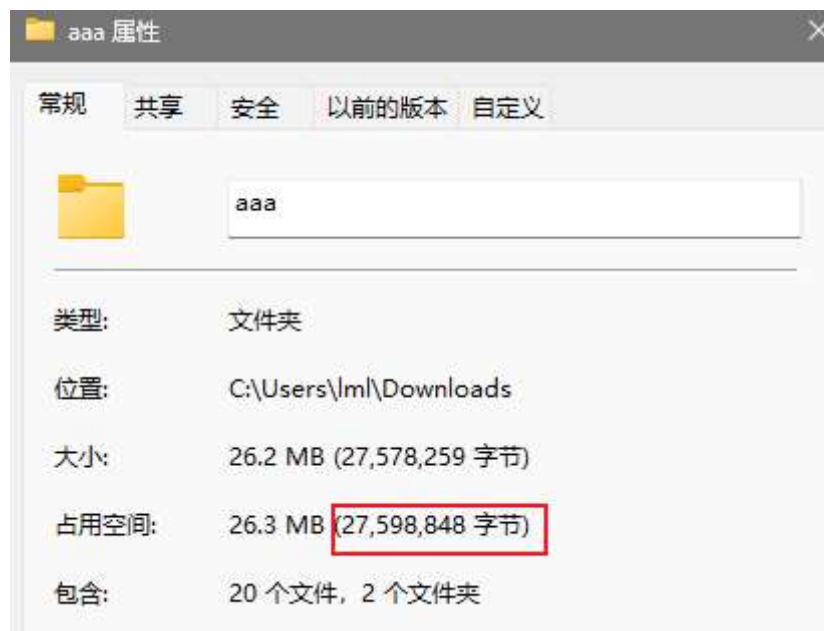 aaa 属性
常规 共享 安全 以前的版本 自定义
aaa
类型: 文件夹
位置: C:\Users\lml\Downloads
大小: 26.2 MB (27,578,259 字节)
占用空间: 26.3 MB (27,598,848 字节)
包含: 20 个文件，2 个文件夹